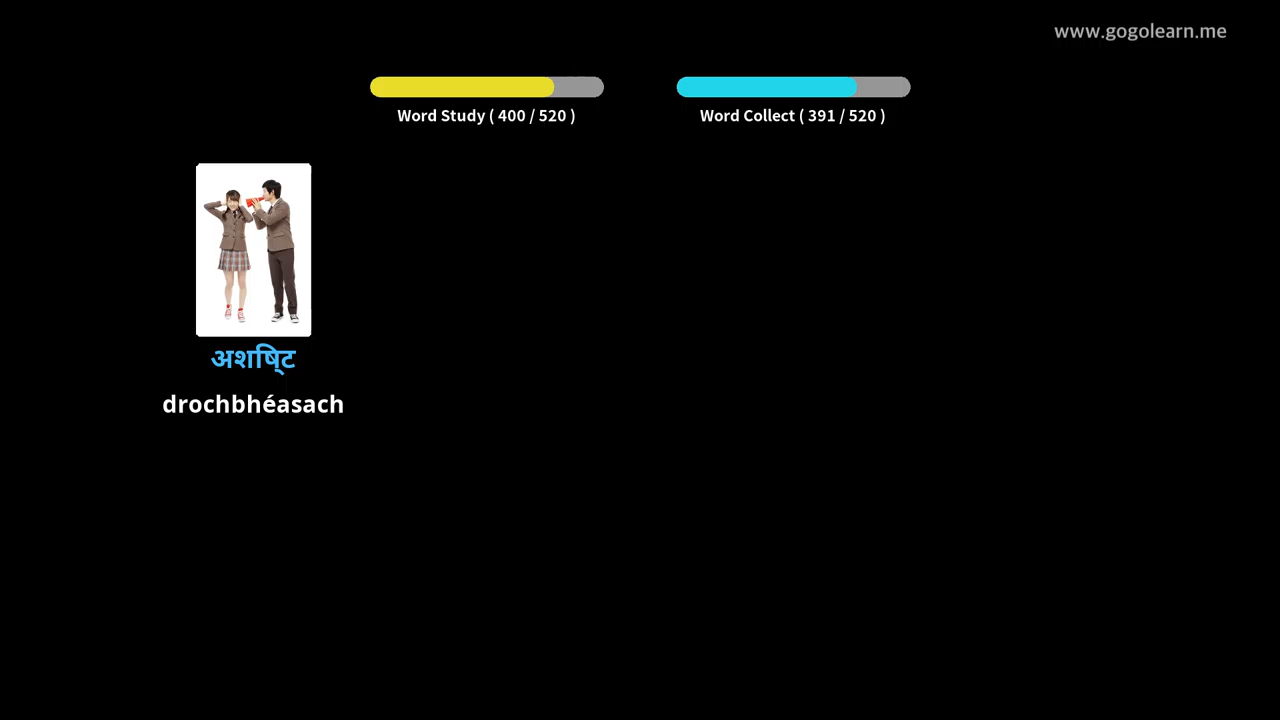 www.gogolearn.me
Word Study ( 400 / 520 )
Word Collect ( 391 / 520 )
अशिष्ट
drochbhéasach